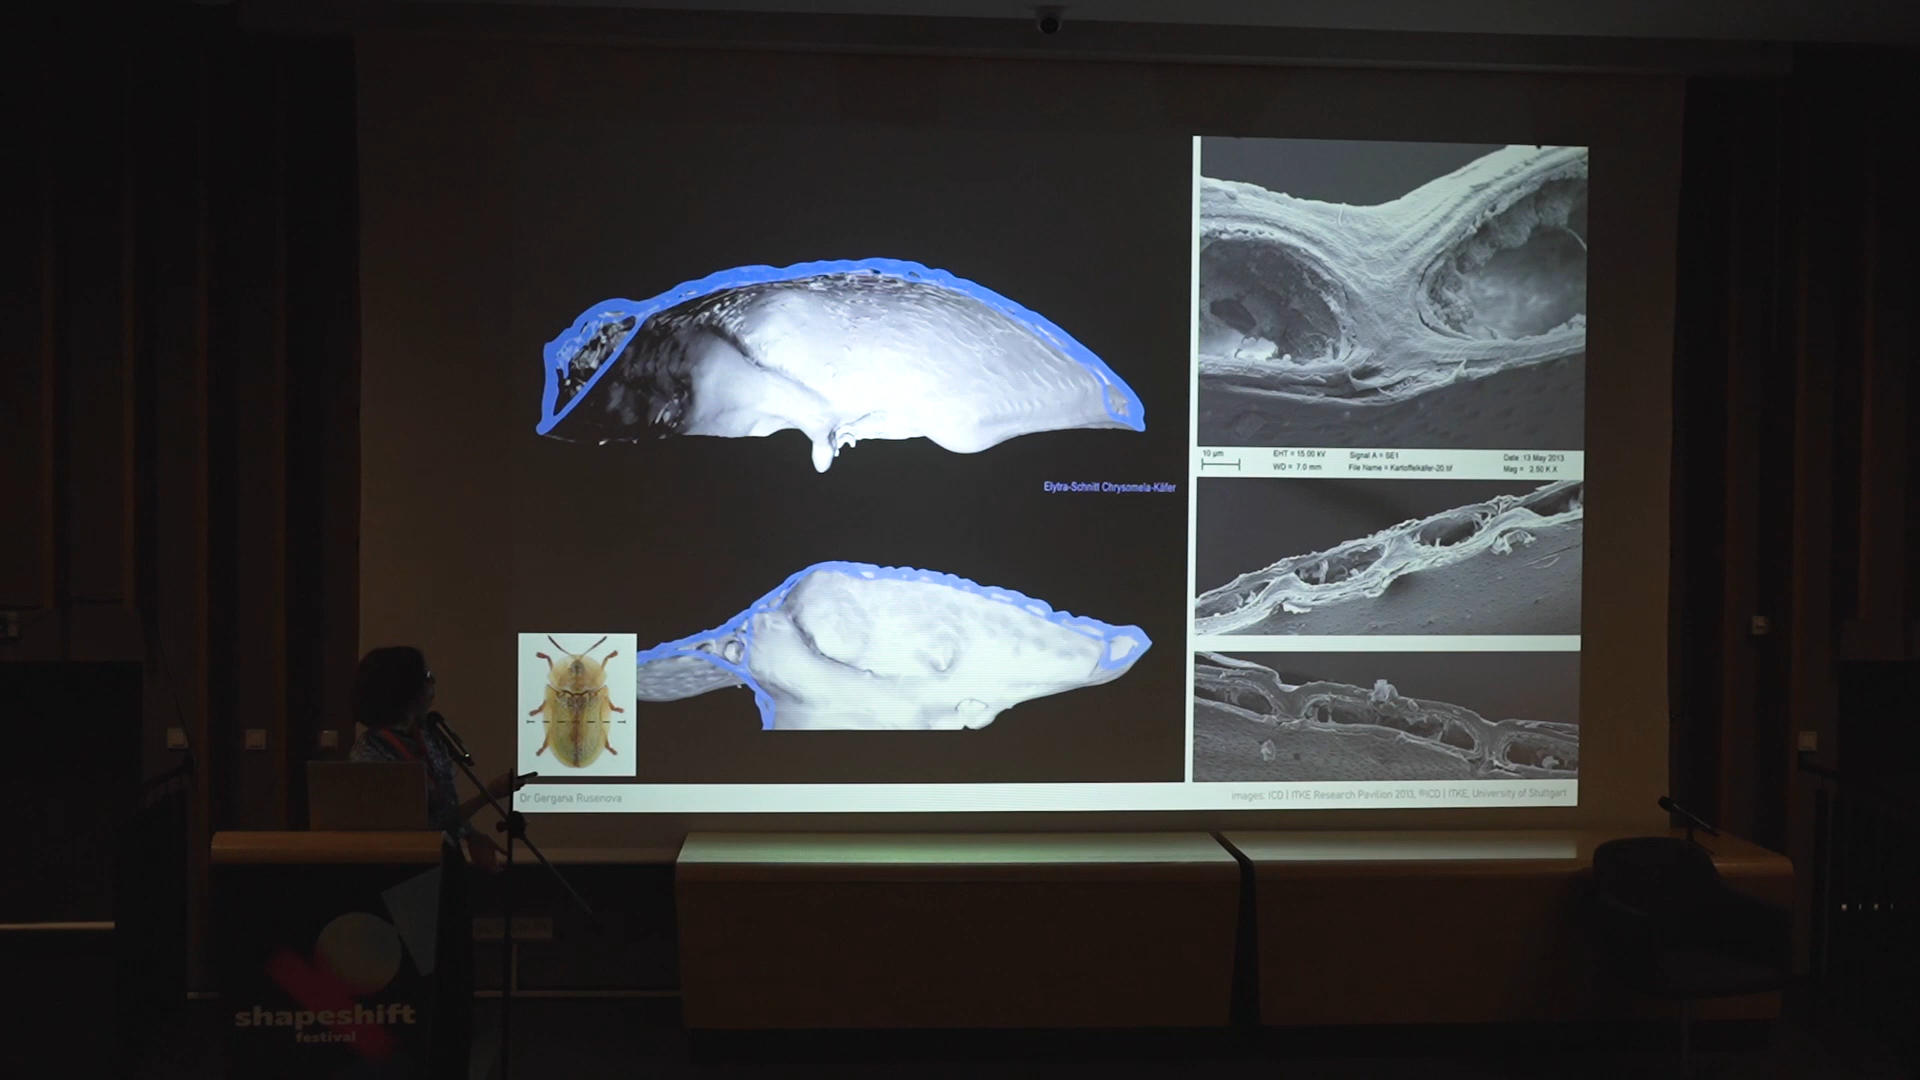 10 µm
EHT = 15.00 kV
Signal A = SE1
Date :13 May 2013
WD = 7.0 mm
File Name = Kartoffelkäfer-20.tif
Mag = 2.50 K X
Elytra-Schnitt Chrysomela-Käfer
Dr Gergana Rusenova
images: ICD | ITKE Research Pavilion 2013, ®ICD | ITKE, University of Stuttgart
shapeshift
festival